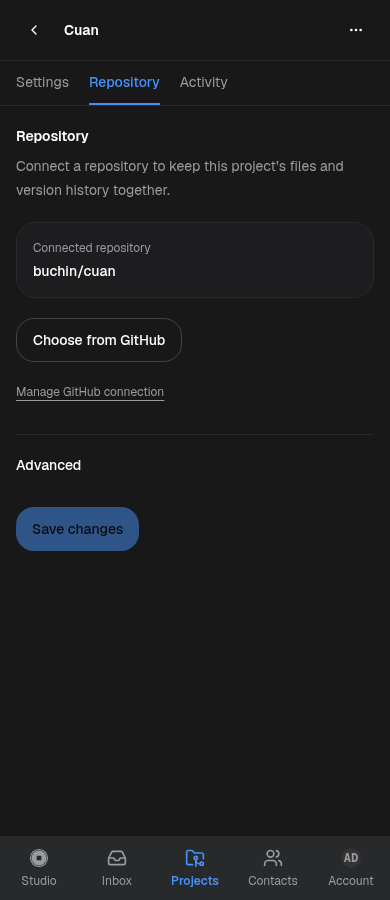 Cuan
Settings
Repository
Activity
Repository
Connect a repository to keep this project's files and
version history together.
Connected repository
buchin/cuan
Choose from GitHub
Manage GitHub connection
Advanced
Save changes
AD
Studio
Inbox
Projects
Contacts
Account